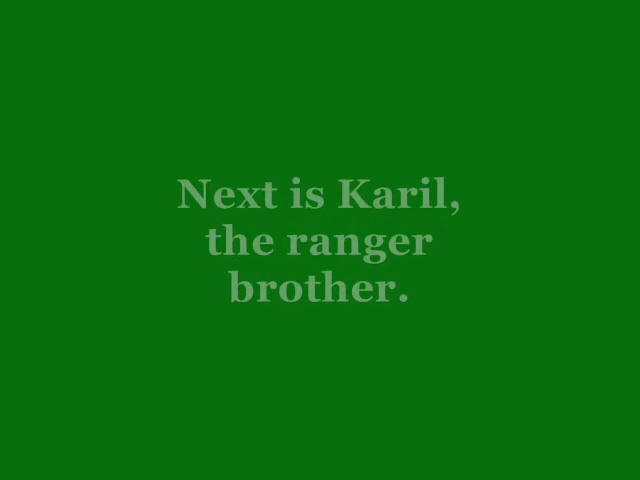 Next is Karil,
the ranger
brother.